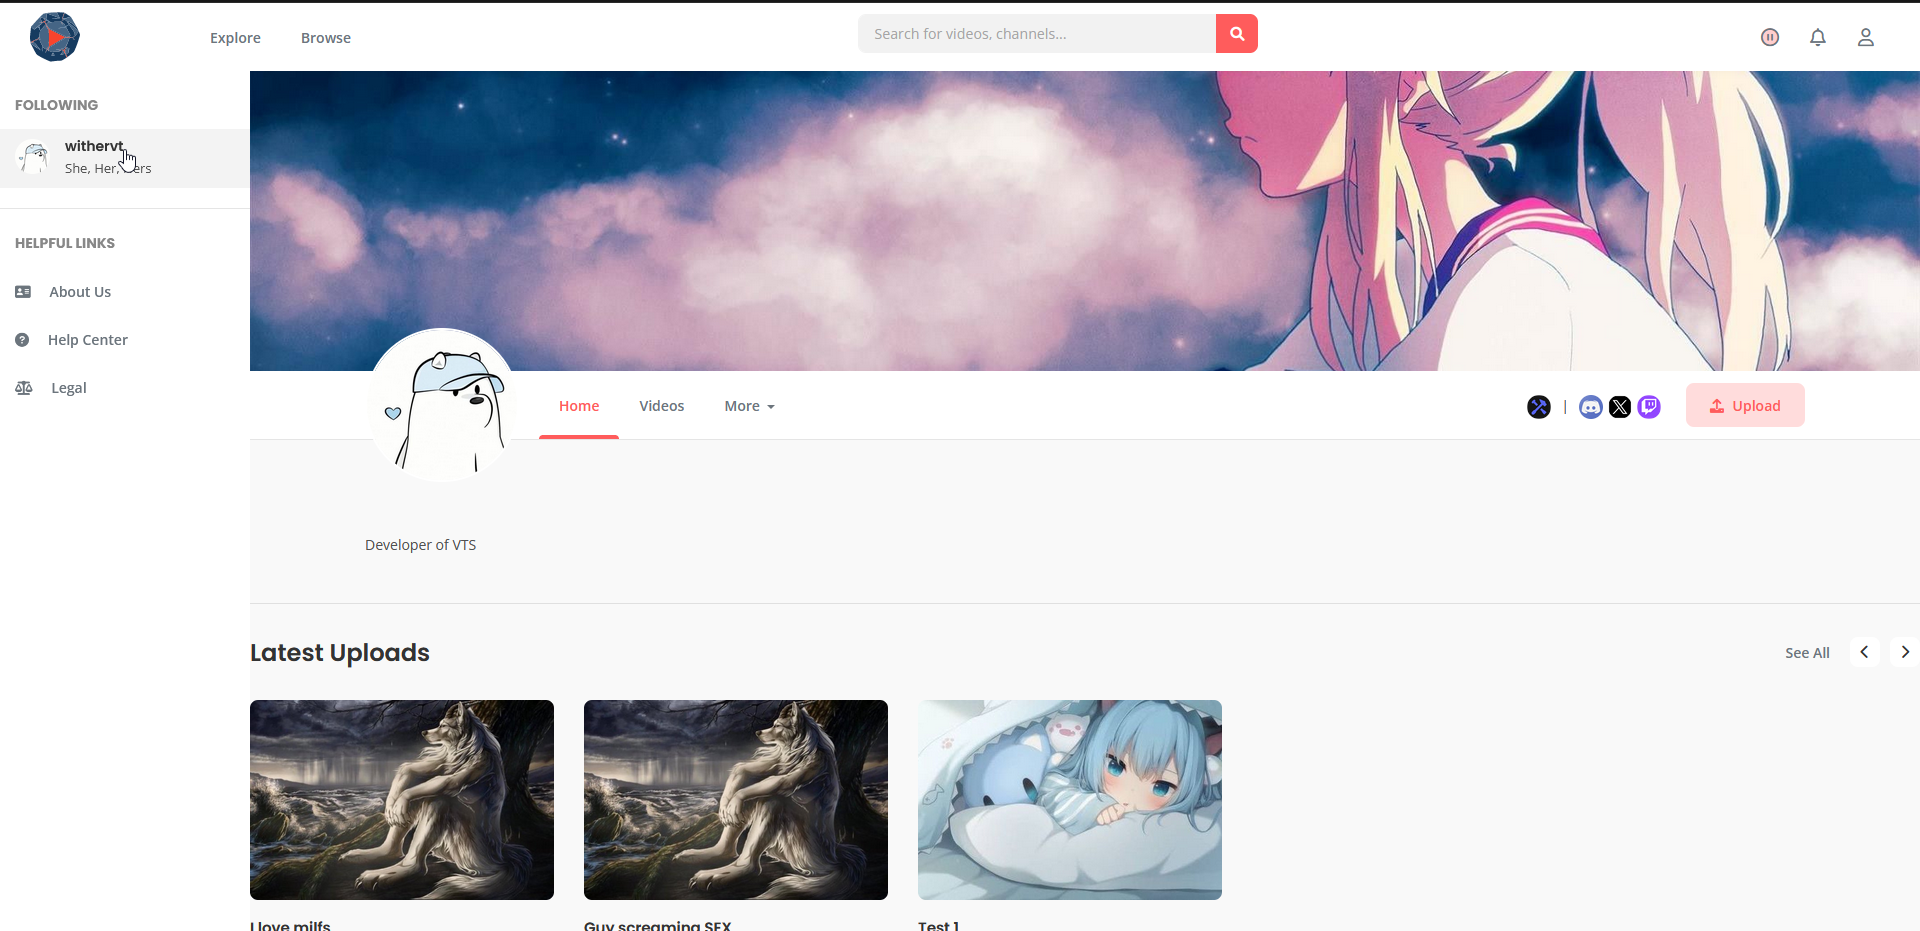 Explore
Browse
Search for videos, channels...
FOLLOWING
withervt
She, Her, ers
HELPFUL LINKS
About Us
Help Center
Legal
Home
Videos
More
|
Upload
Developer of VTS
Latest Uploads
See All
I love milfs
Guy screaming SFX
Test 1